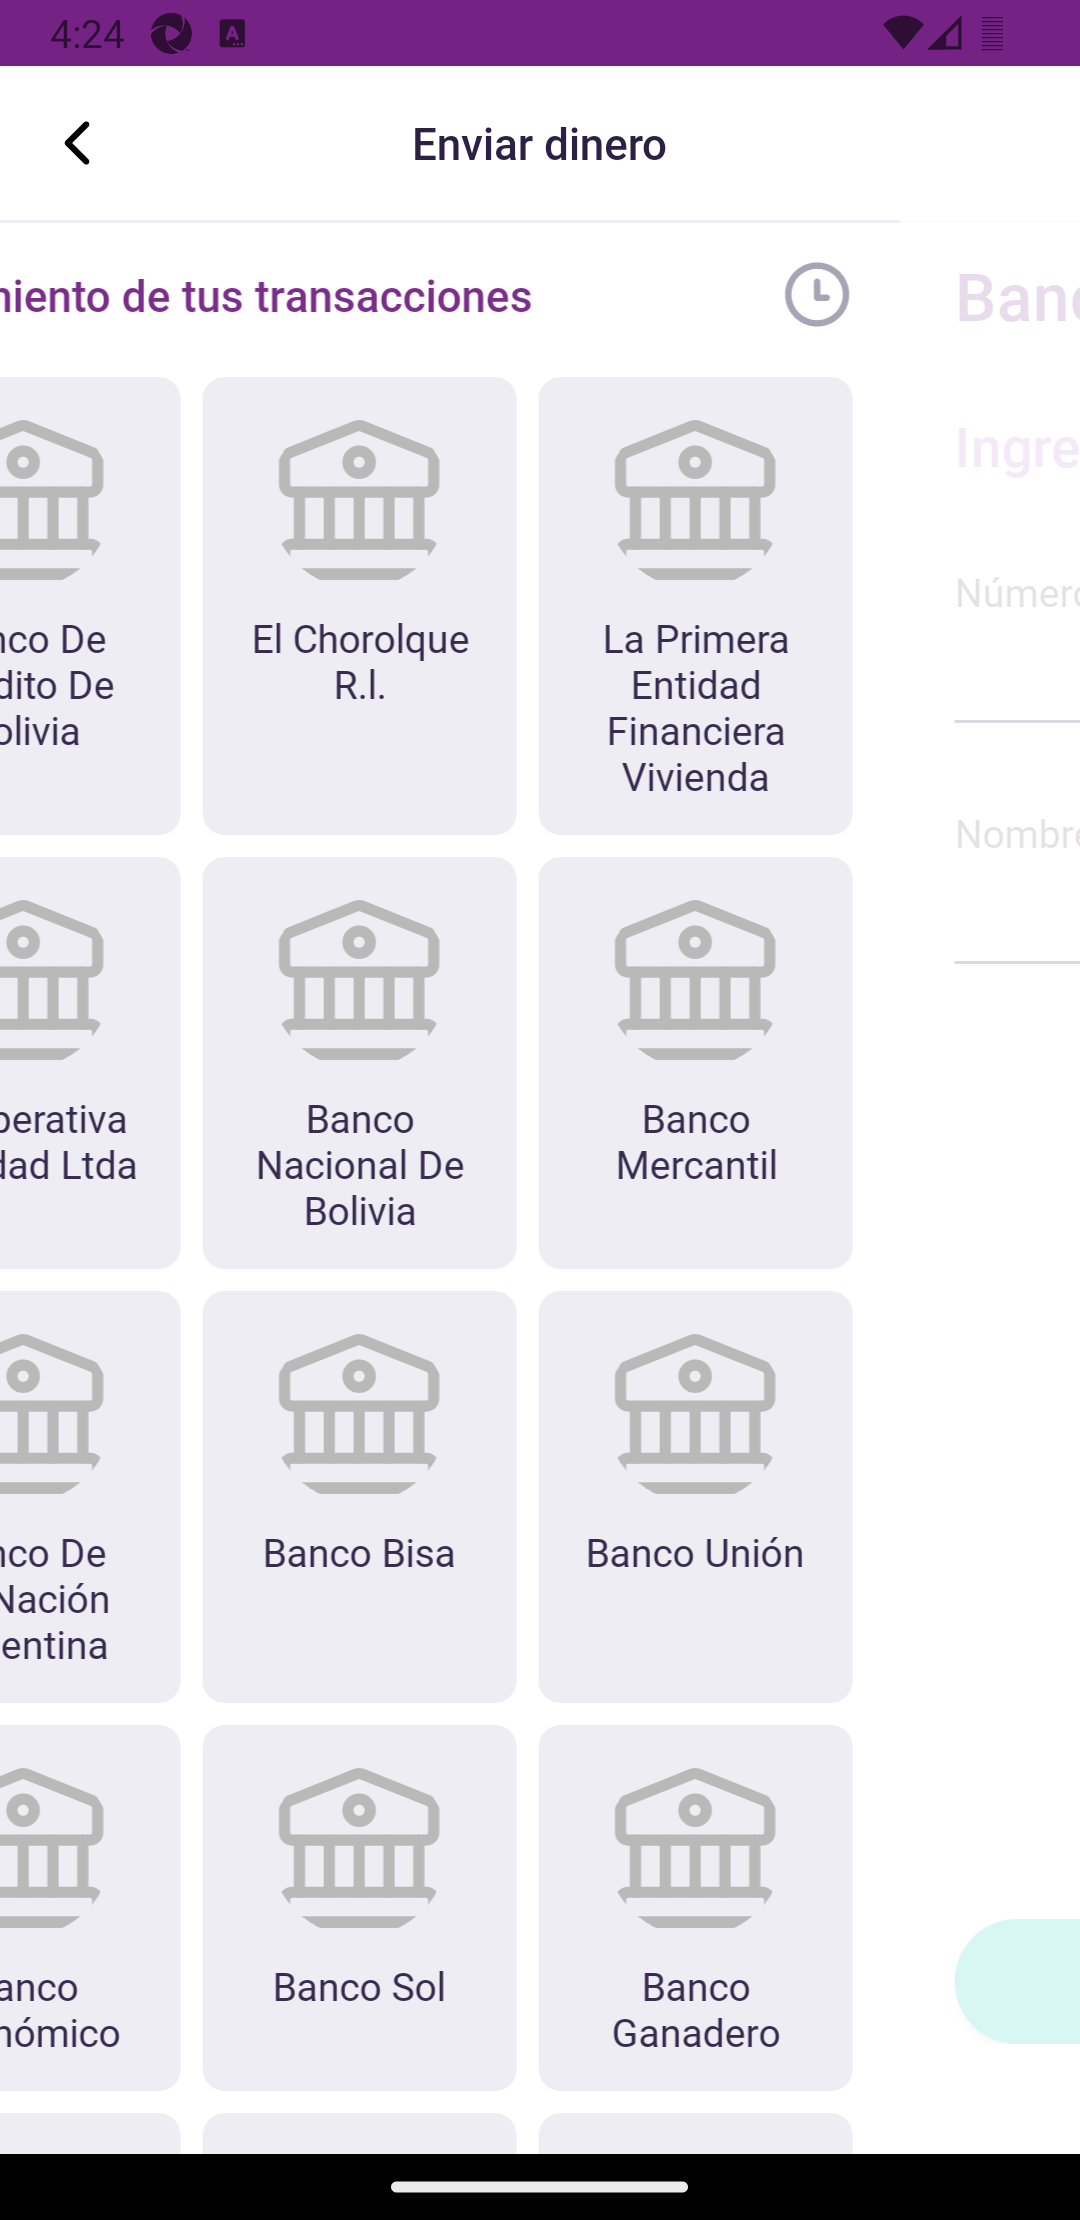 4:24
Enviar dinero
miento de tus transacciones
El Chorolque
R.l.
La Primera
Entidad
Financiera
Vivienda
nco De
dito De
olivia
perativa
dad Ltda
Banco
Nacional De
Bolivia
Banco
Mercantil
nco De
Nación
entina
Banco Bisa
Banco Unión
anco
nómico
Banco Sol
Banco
Ganadero
Banc
Ingre
Número
Nombre